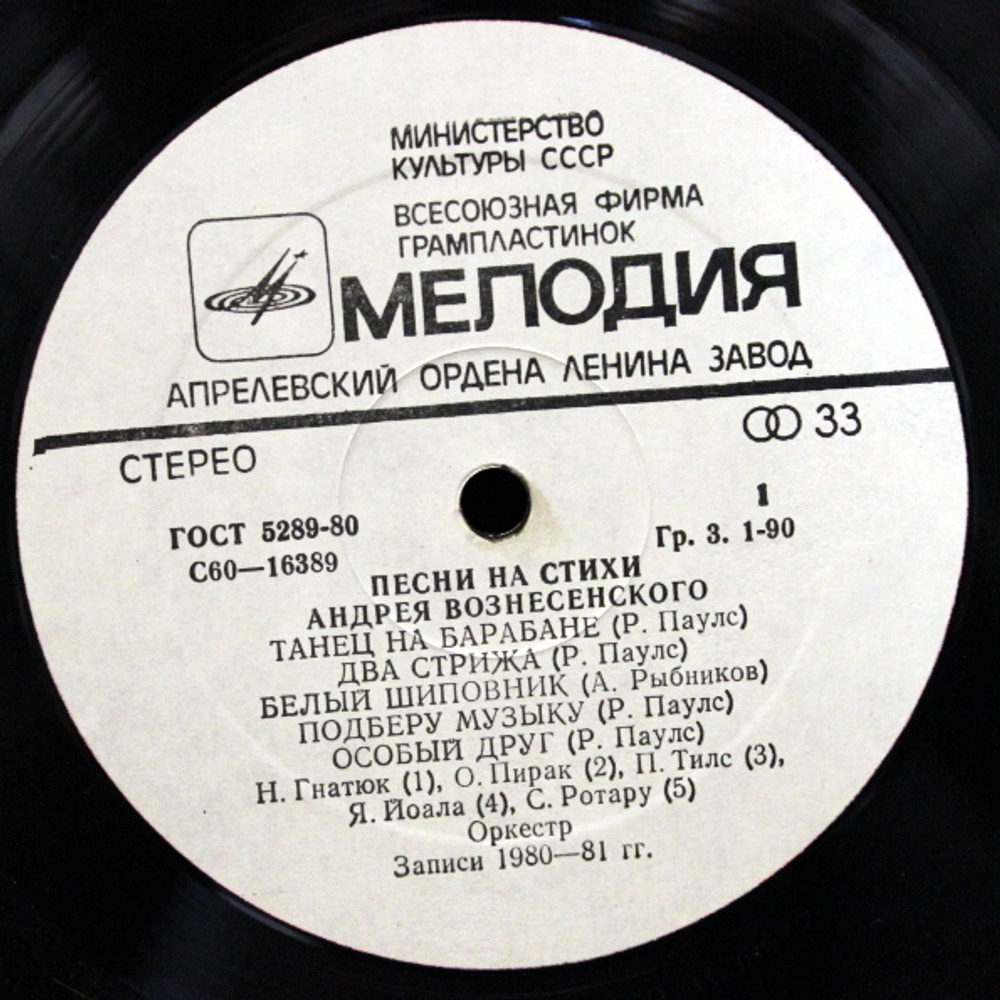 МИНИСТЕРСТВО
КУЛЬТУРЫ СССР
ВСЕСОЮЗНАЯ ФИРМА
ГРАМПЛАСТИНОК
МЕЛОДИЯ
АПРЕЛЕВСКИЙ ОРДЕНА ЛЕНИНА ЗАВОД
СТЕРЕО
33
ГОСТ 5289-80
1
С60—16389
Гр. 3. 1-90
ПЕСНИ НА СТИХИ
АНДРЕЯ ВОЗНЕСЕНСКОГО
ТАНЕЦ НА БАРАБАНЕ (Р. Паулс)
ДВА СТРИЖА (Р. Паулс)
БЕЛЫЙ ШИПОВНИК (А. Рыбников)
ПОДБЕРУ МУЗЫКУ (Р. Паулс)
ОСОБЫЙ ДРУГ (Р. Паулс)
Н. Гнатюк (1), О. Пирак (2), П. Тилс (3),
Я. Йоала (4), С. Ротару (5)
Оркестр
Записи 1980—81 гг.